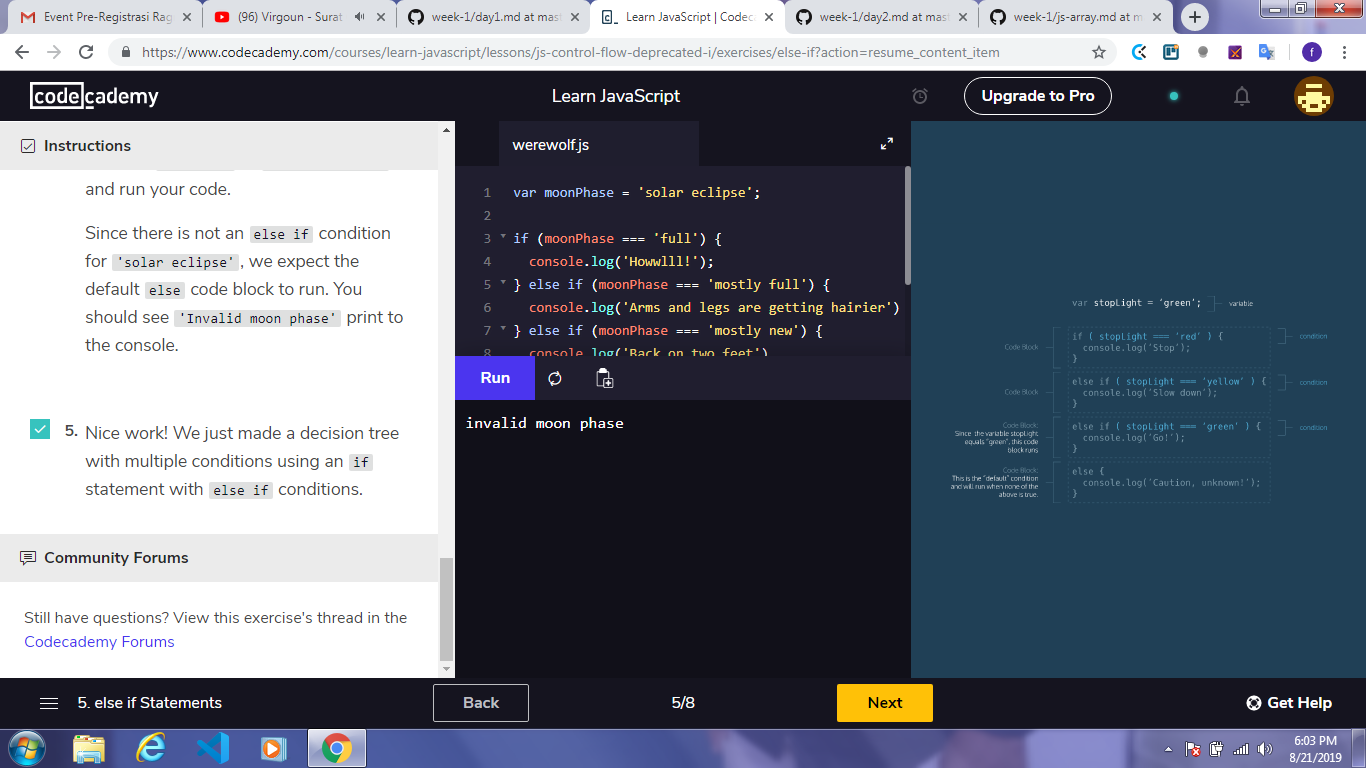 Event Pre-Registrasi Rag
(96) Virgoun - Surat
week-1/day1.md at mast
Learn JavaScript | Codec
week-1/day2.md at mast
week-1/js-array.md at m
https://www.codecademy.com/courses/learn-javascript/lessons/js-control-flow-deprecated-i/exercises/else-if?action=resume_content_item
f
codecademy
Learn JavaScript
Upgrade to Pro
Instructions
and run your code.
Since there is not an else if condition
for 'solar eclipse', we expect the
default else code block to run. You
should see 'Invalid moon phase' print to
the console.
5. Nice work! We just made a decision tree
with multiple conditions using an if
statement with else if conditions.
Community Forums
Still have questions? View this exercise's thread in the
Codecademy Forums
werewolf.js
1 var moonPhase = 'solar eclipse';
2
3 if (moonPhase === 'full') {
4 console.log('Howwlll!');
5 } else if (moonPhase === 'mostly full') {
6 console.log('Arms and legs are getting hairier')
7 } else if (moonPhase === 'mostly new') {
8 console.log('Back on two feet')
Run
invalid moon phase
var stopLight = 'green';
variable
Code Block
if ( stopLight === 'red' ) {
console.log('Stop');
}
condition
Code Block
else if ( stopLight === 'yellow' ) {
console.log('Slow down');
}
condition
Code Block:
Since the variable stopLight
equals "green", this code
block runs
else if ( stopLight === 'green' ) {
console.log('Go!');
}
condition
Code Block:
This is the "default" condition
and will run when none of the
above is true.
else {
console.log('Caution, unknown!');
}
5. else if Statements
Back
5/8
Next
Get Help
6:03 PM
8/21/2019